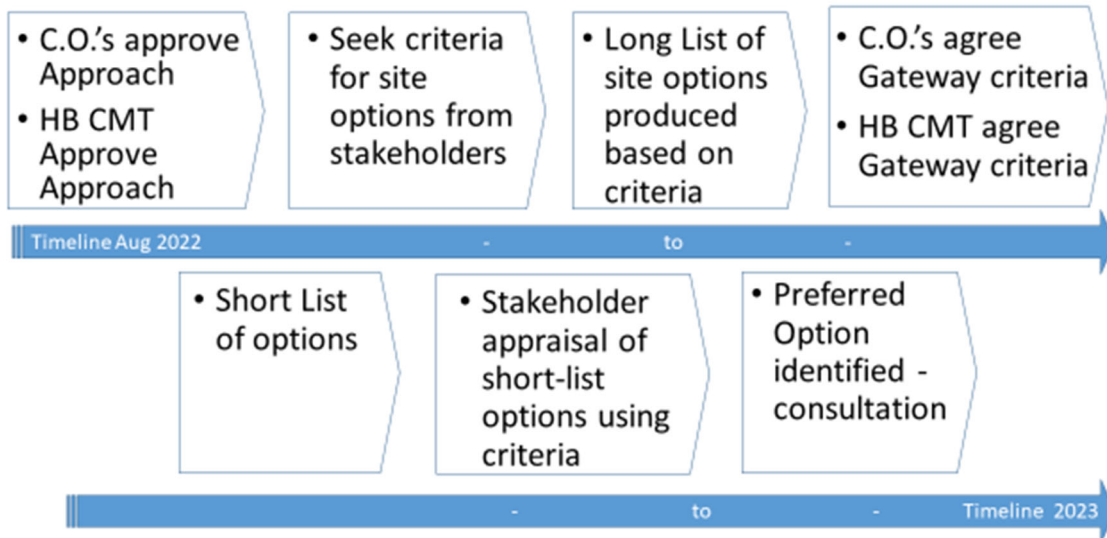 • C.O.'s approve
Approach
• HB CMT
Approve
Approach
• Seek criteria
for site
options from
stakeholders
• Long List of
site options
produced
based on
criteria
• C.O.'s agree
Gateway criteria
• HB CMT agree
Gateway criteria
Timeline Aug 2022 - to -
• Short List
of options
• Stakeholder
appraisal of
short-list
options using
criteria
• Preferred
Option
identified -
consultation
- to - Timeline 2023